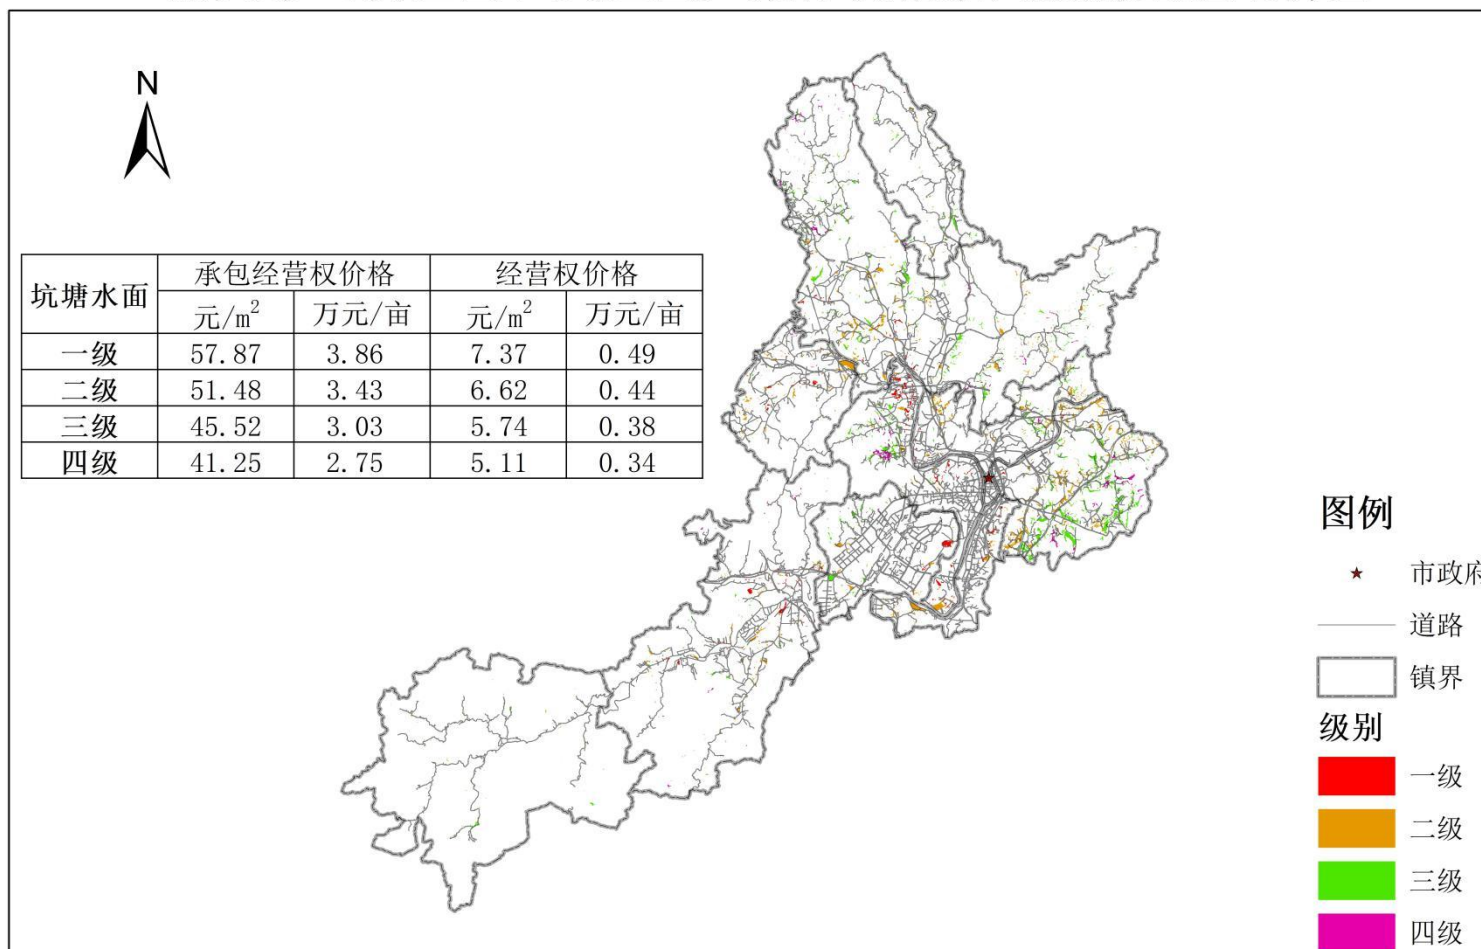 N
坑塘水面 承包经营权价格 经营权价格
元/m² 万元/亩 元/m² 万元/亩
一级 57.87 3.86 7.37 0.49
二级 51.48 3.43 6.62 0.44
三级 45.52 3.03 5.74 0.38
四级 41.25 2.75 5.11 0.34
图例
市政府
道路
镇界
级别
一级
二级
三级
四级